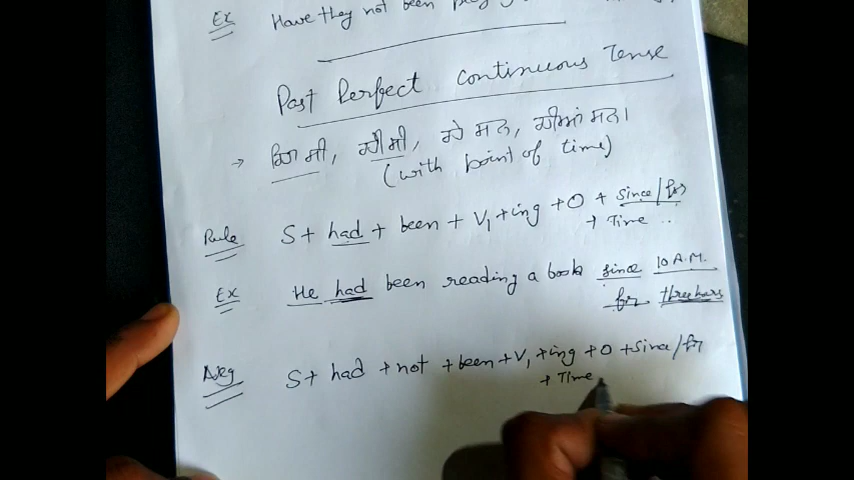 Ex Have they not been
Past Perfect Continuous Tense
→ ਰਿਹਾ ਸੀ, ਰਹੀ ਸੀ, ਰਹੇ ਸਨ, ਰਹੀਆਂ ਸਨ।
(with point of time)
Rule S + had + been + V1 + ing + O + since/for
+ Time ..
Ex He had been reading a book since 10 A.M.
for three hours
Neg S + had + not + been + V1 + ing + O + since/for
+ Time